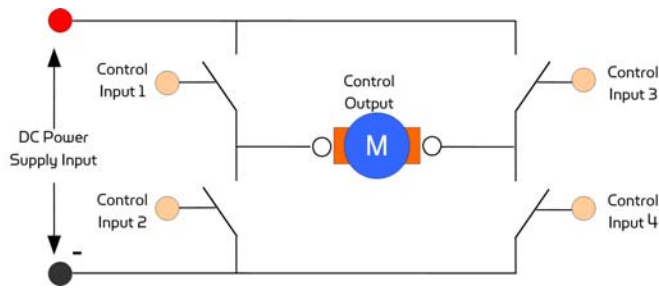 Control
Input 1
Control
Output
Control
Input 3
DC Power
Supply Input
M
Control
Input 2
Control
Input 4
-